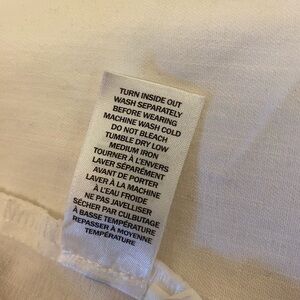 TURN INSIDE OUT
WASH SEPARATELY
BEFORE WEARING
MACHINE WASH COLD
DO NOT BLEACH
TUMBLE DRY LOW
MEDIUM IRON
TOURNER À L'ENVERS
LAVER SÉPARÉMENT
AVANT DE PORTER
LAVER À LA MACHINE
À L'EAU FROIDE
NE PAS JAVELLISER
SÉCHER PAR CULBUTAGE
À BASSE TEMPÉRATURE
REPASSER À MOYENNE
TEMPÉRATURE